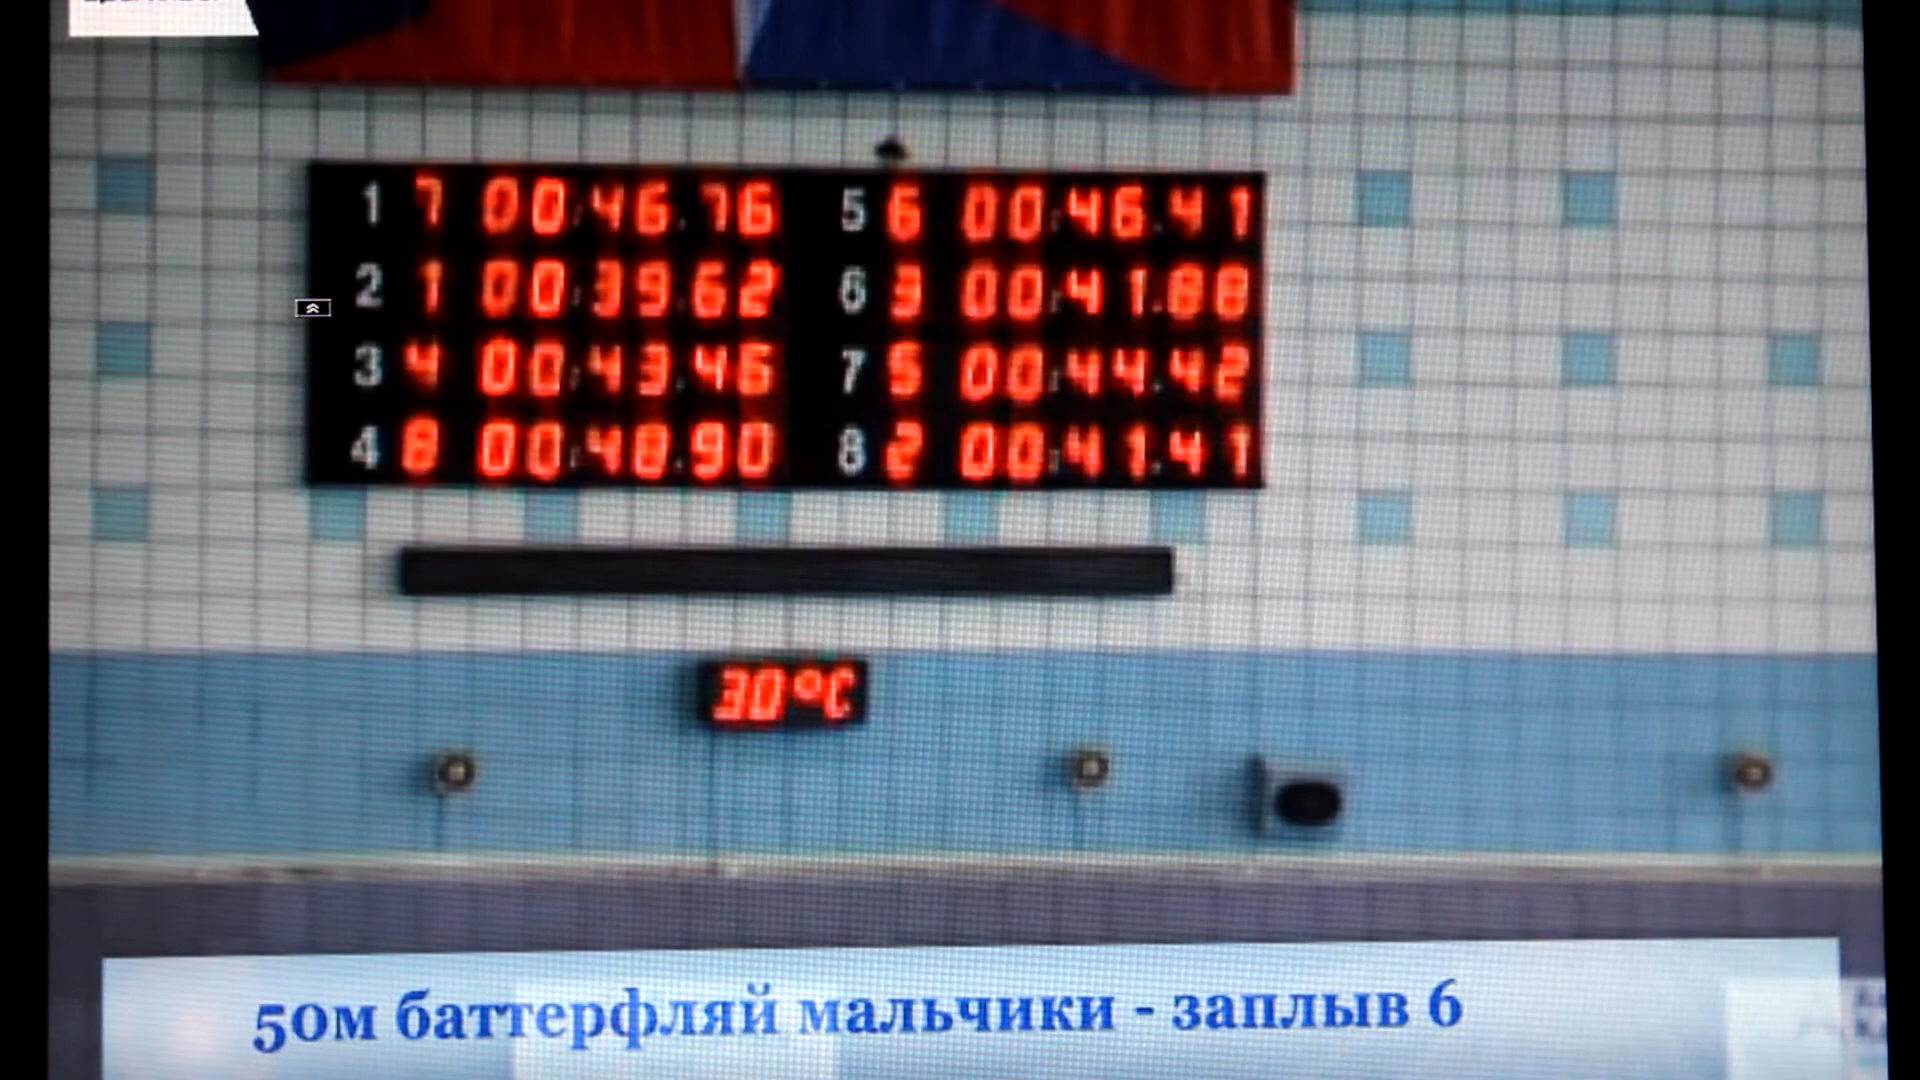 1 7 00:46.76 5 6 00:46.41
2 1 00:39.62 6 3 00:41.88
3 4 00:43.46 7 5 00:44.42
4 8 00:48.90 8 2 00:41.41
30°C
50м баттерфляй мальчики - заплыв 6